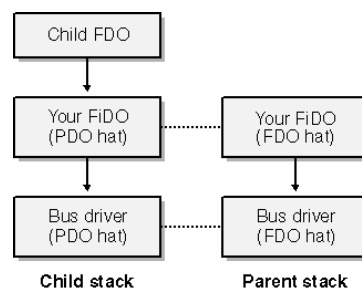 Child FDO
Your FiDO
(PDO hat)
Your FiDO
(FDO hat)
Bus driver
(PDO hat)
Bus driver
(FDO hat)
Child stack
Parent stack